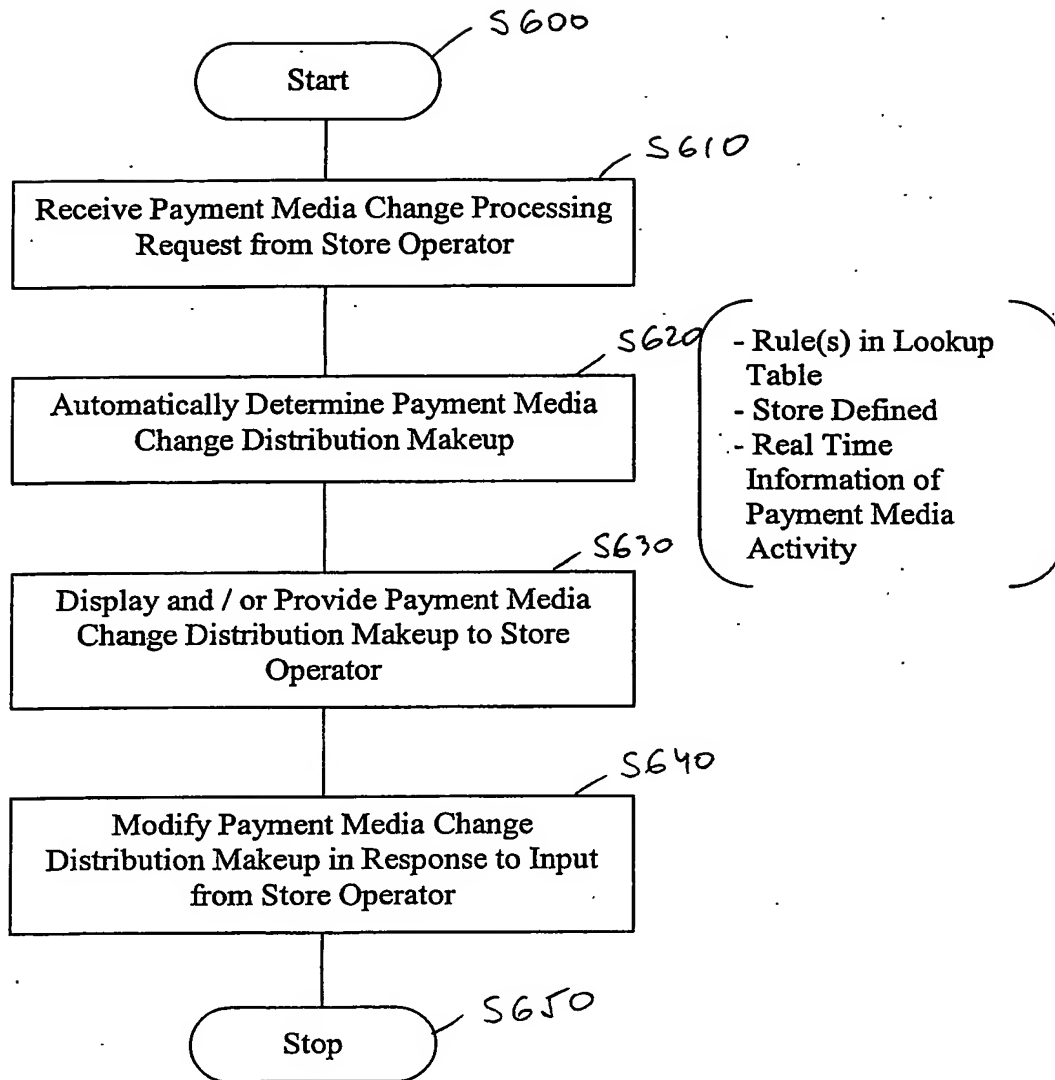 S600
Start
S610
Receive Payment Media Change Processing
Request from Store Operator
S620
Automatically Determine Payment Media
Change Distribution Makeup
- Rule(s) in Lookup
Table
- Store Defined
- Real Time
Information of
Payment Media
Activity
S630
Display and / or Provide Payment Media
Change Distribution Makeup to Store
Operator
S640
Modify Payment Media Change
Distribution Makeup in Response to Input
from Store Operator
S650
Stop